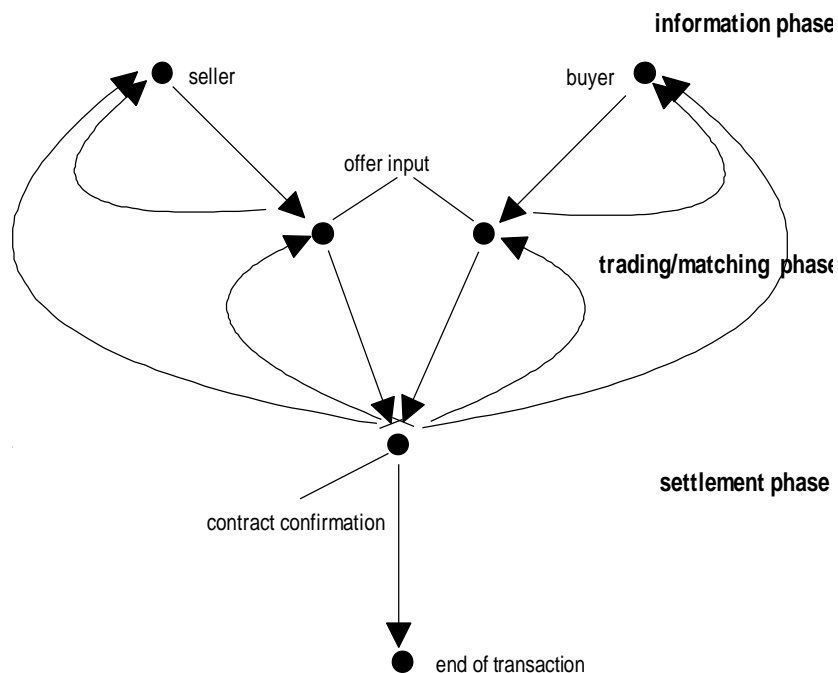 information phase
seller
buyer
offer input
trading/matching phase
settlement phase
contract confirmation
end of transaction